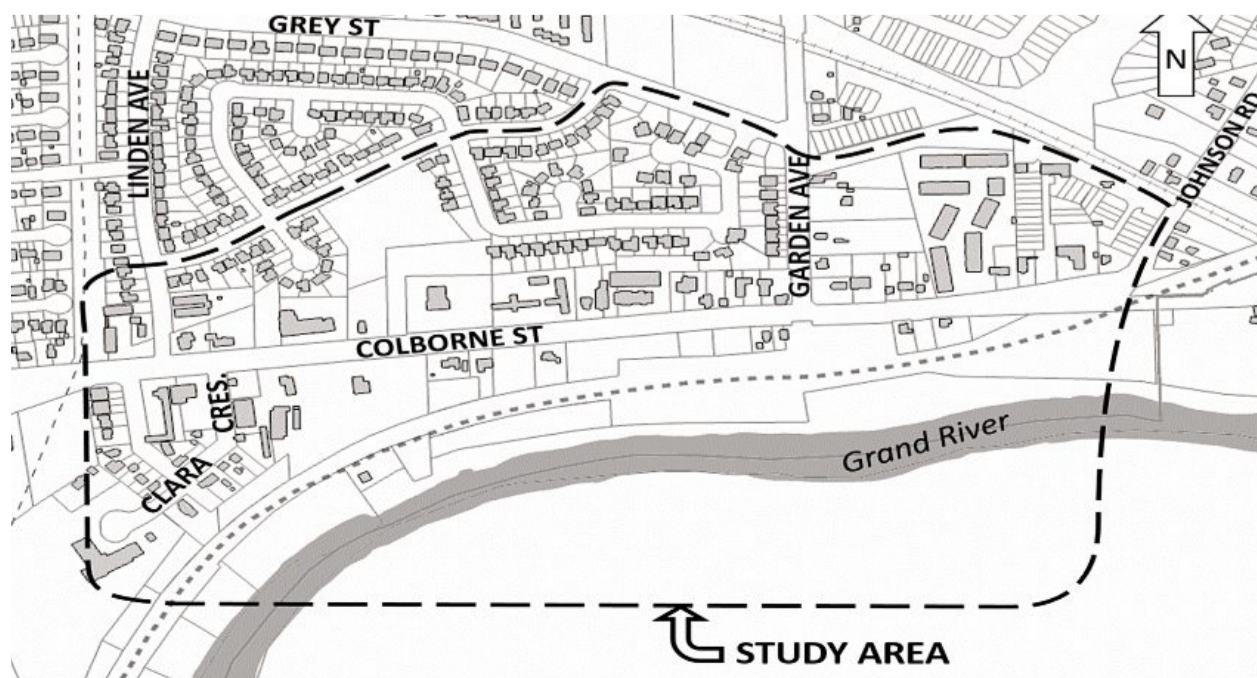 GREY ST
N
LINDEN AVE
JOHNSON RD
GARDEN AVE
COLBORNE ST
CLARA CRES.
Grand River
STUDY AREA